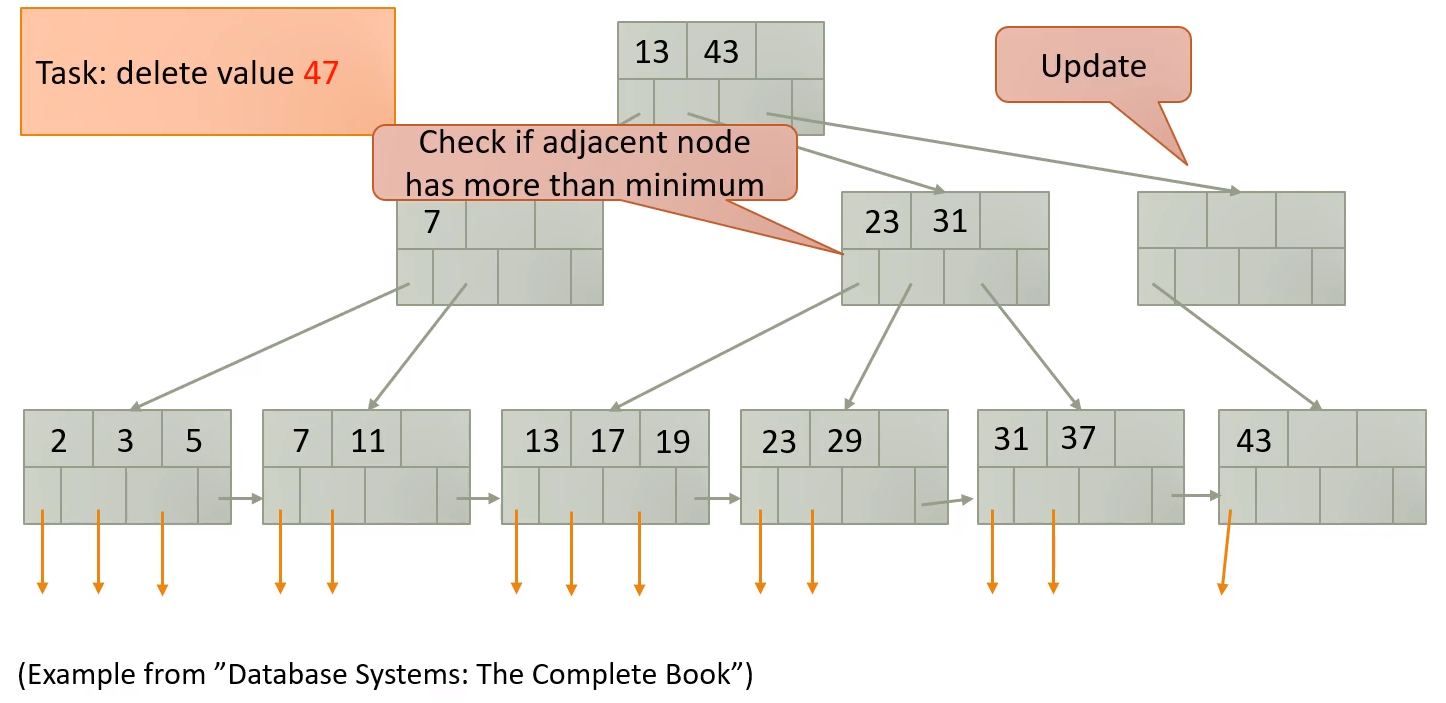 Task: delete value 47
13 43
Update
Check if adjacent node
has more than minimum
7
23 31
2 3 5
7 11
13 17 19
23 29
31 37
43
(Example from ”Database Systems: The Complete Book”)